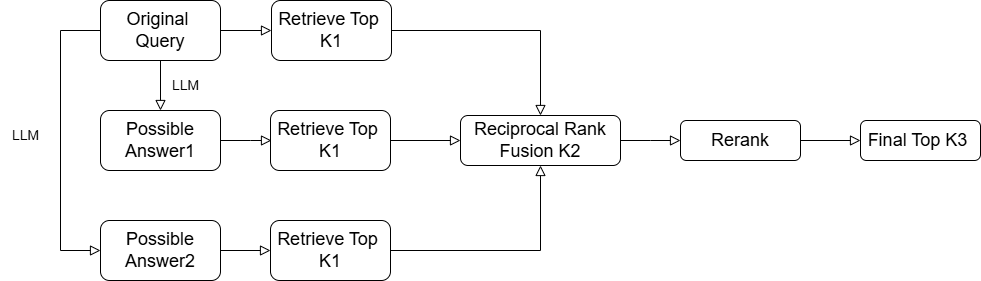 Original
Query
Retrieve Top
K1
LLM
LLM
Possible
Answer1
Retrieve Top
K1
Reciprocal Rank
Fusion K2
Rerank
Final Top K3
Possible
Answer2
Retrieve Top
K1